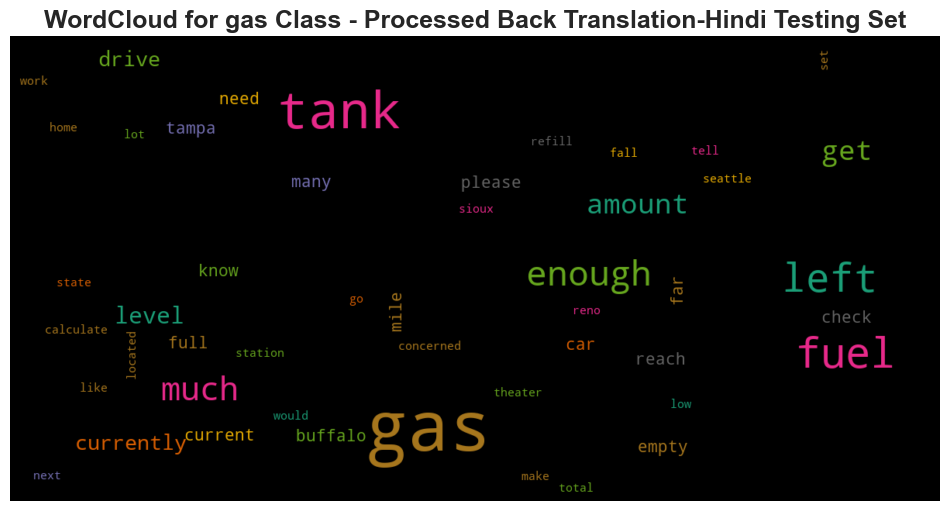 WordCloud for gas Class - Processed Back Translation-Hindi Testing Set
drive
set
work
need
tank
home
lot
tampa
refill
fall
tell
get
many
please
seattle
sioux
amount
know
enough
far
left
state
go
mile
reno
level
check
calculate
located
full
station
concerned
car
reach
fuel
like
much
theater
low
would
gas
currently
current
buffalo
empty
next
make
total